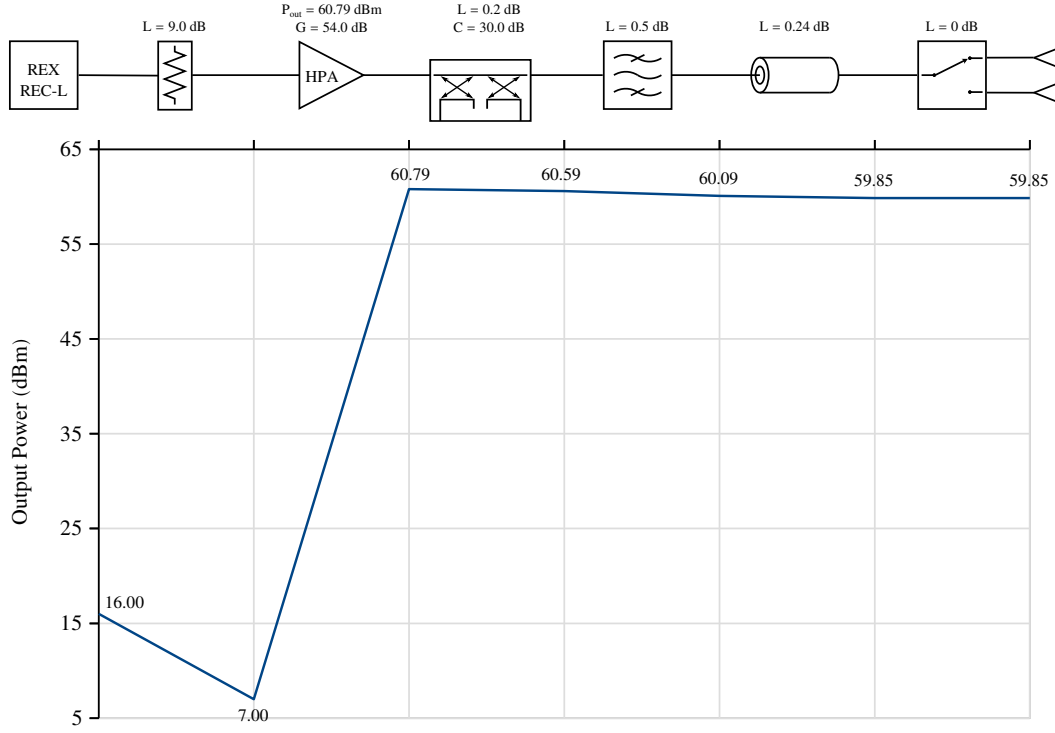 P_out = 60.79 dBm
L = 0.2 dB
L = 9.0 dB
G = 54.0 dB
C = 30.0 dB
L = 0.5 dB
L = 0.24 dB
L = 0 dB
REX
REC-L
HPA
65
60.79
60.59
60.09
59.85
59.85
55
45
35
25
15
5
16.00
7.00
Output Power (dBm)